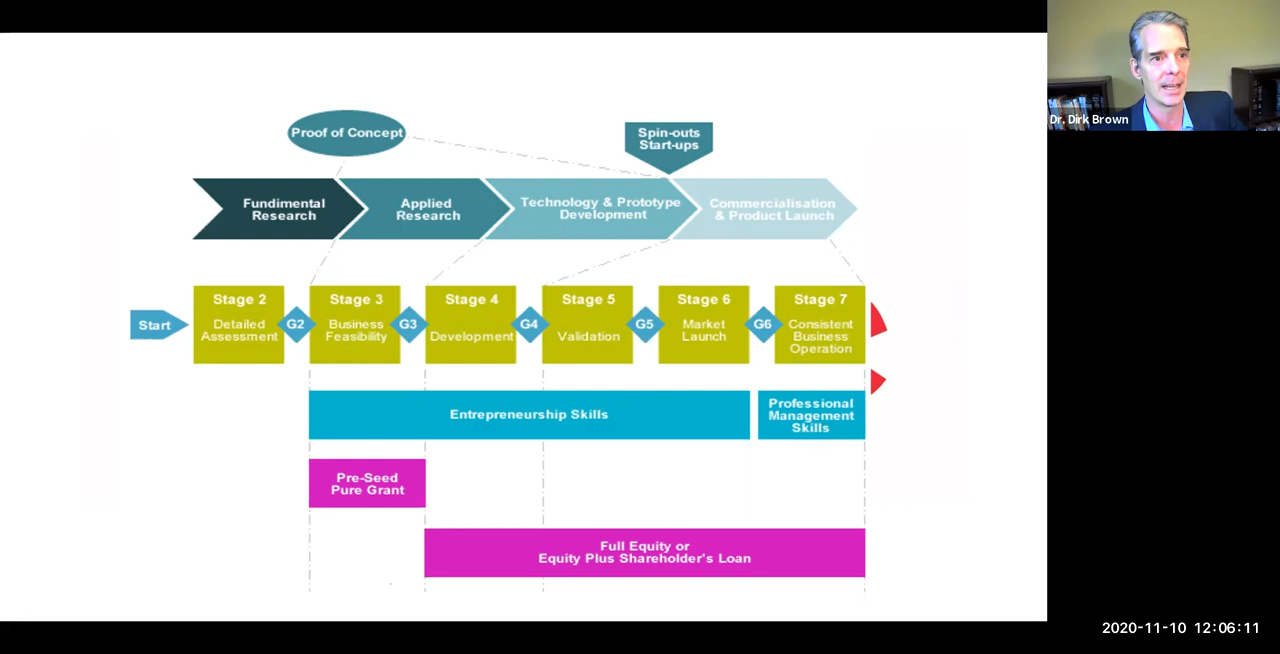 Proof of Concept
Spin-outs
Start-ups
Fundimental
Research
Applied
Research
Technology & Prototype
Development
Commercialisation
& Product Launch
Start
Stage 2
Detailed
Assessment
G2
Stage 3
Business
Feasibility
G3
Stage 4
Development
G4
Stage 5
Validation
G5
Stage 6
Market
Launch
G6
Stage 7
Consistent
Business
Operation
Entrepreneurship Skills
Professional
Management
Skills
Pre-Seed
Pure Grant
Full Equity or
Equity Plus Shareholder's Loan
Dr. Dirk Brown
2020-11-10 12:06:11